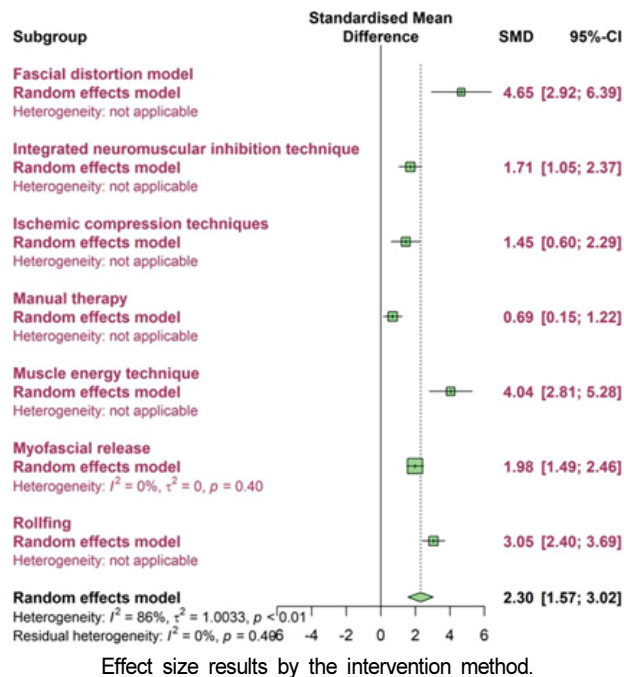 Standardised Mean
Subgroup Difference SMD 95%-CI
Fascial distortion model
Random effects model 4.65 [2.92; 6.39]
Heterogeneity: not applicable
Integrated neuromuscular inhibition technique
Random effects model 1.71 [1.05; 2.37]
Heterogeneity: not applicable
Ischemic compression techniques
Random effects model 1.45 [0.60; 2.29]
Heterogeneity: not applicable
Manual therapy
Random effects model 0.69 [0.15; 1.22]
Heterogeneity: not applicable
Muscle energy technique
Random effects model 4.04 [2.81; 5.28]
Heterogeneity: not applicable
Myofascial release
Random effects model 1.98 [1.49; 2.46]
Heterogeneity: I² = 0%, τ² = 0, p = 0.40
Rollfing
Random effects model 3.05 [2.40; 3.69]
Heterogeneity: not applicable
Random effects model 2.30 [1.57; 3.02]
Heterogeneity: I² = 86%, τ² = 1.0033, p < 0.01
Residual heterogeneity: I² = 0%, p = 0.40
-6 -4 -2 0 2 4 6
Effect size results by the intervention method.